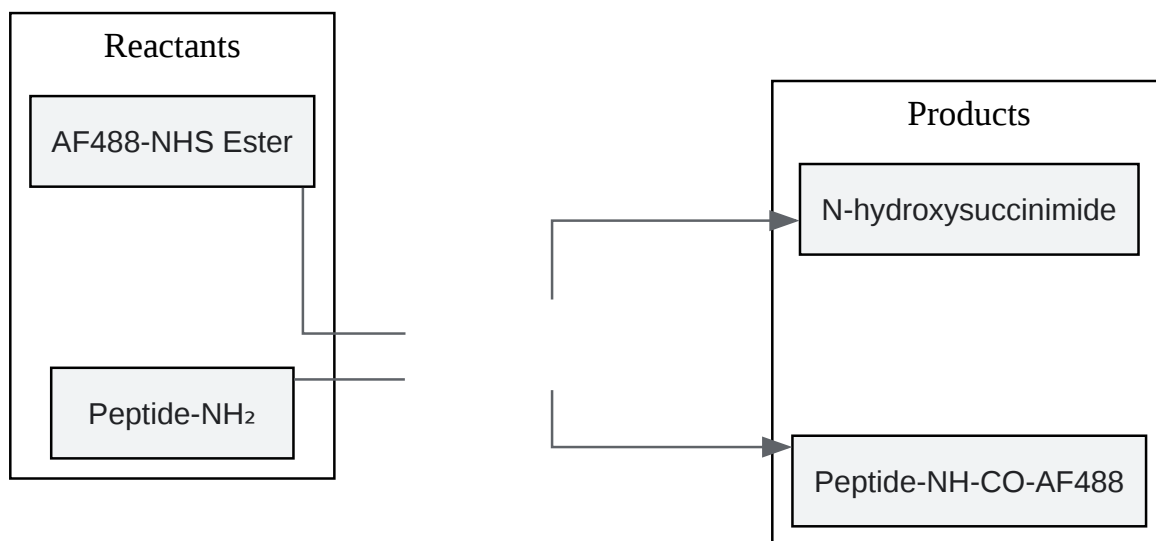 Reactants
AF488-NHS Ester
Peptide-NH₂
Products
N-hydroxysuccinimide
Peptide-NH-CO-AF488